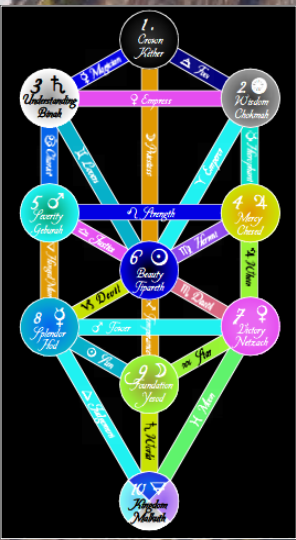 1.
Crown
Kether
♀ Magician
△ Fool
3 ♄
Understanding
Binah
2
Wisdom
Chokmah
♀ Empress
Chariot
Lovers
☽ Priestess
Emperor
Hierophant
5 ♂
Severity
Geburah
♌ Strength
4 ♃
Mercy
Chesed
Justice
♍ Hermit
6
Beauty
Tipareth
♃ Wheel
♑ Devil
♏ Death
8 ☿
Splendor
Hod
♂ Tower
7 ♀
Victory
Netzach
Sun
Star
9 ☽
Foundation
Yesod
Judgement
♄ World
♓ Moon
10
Kingdom
Malkuth